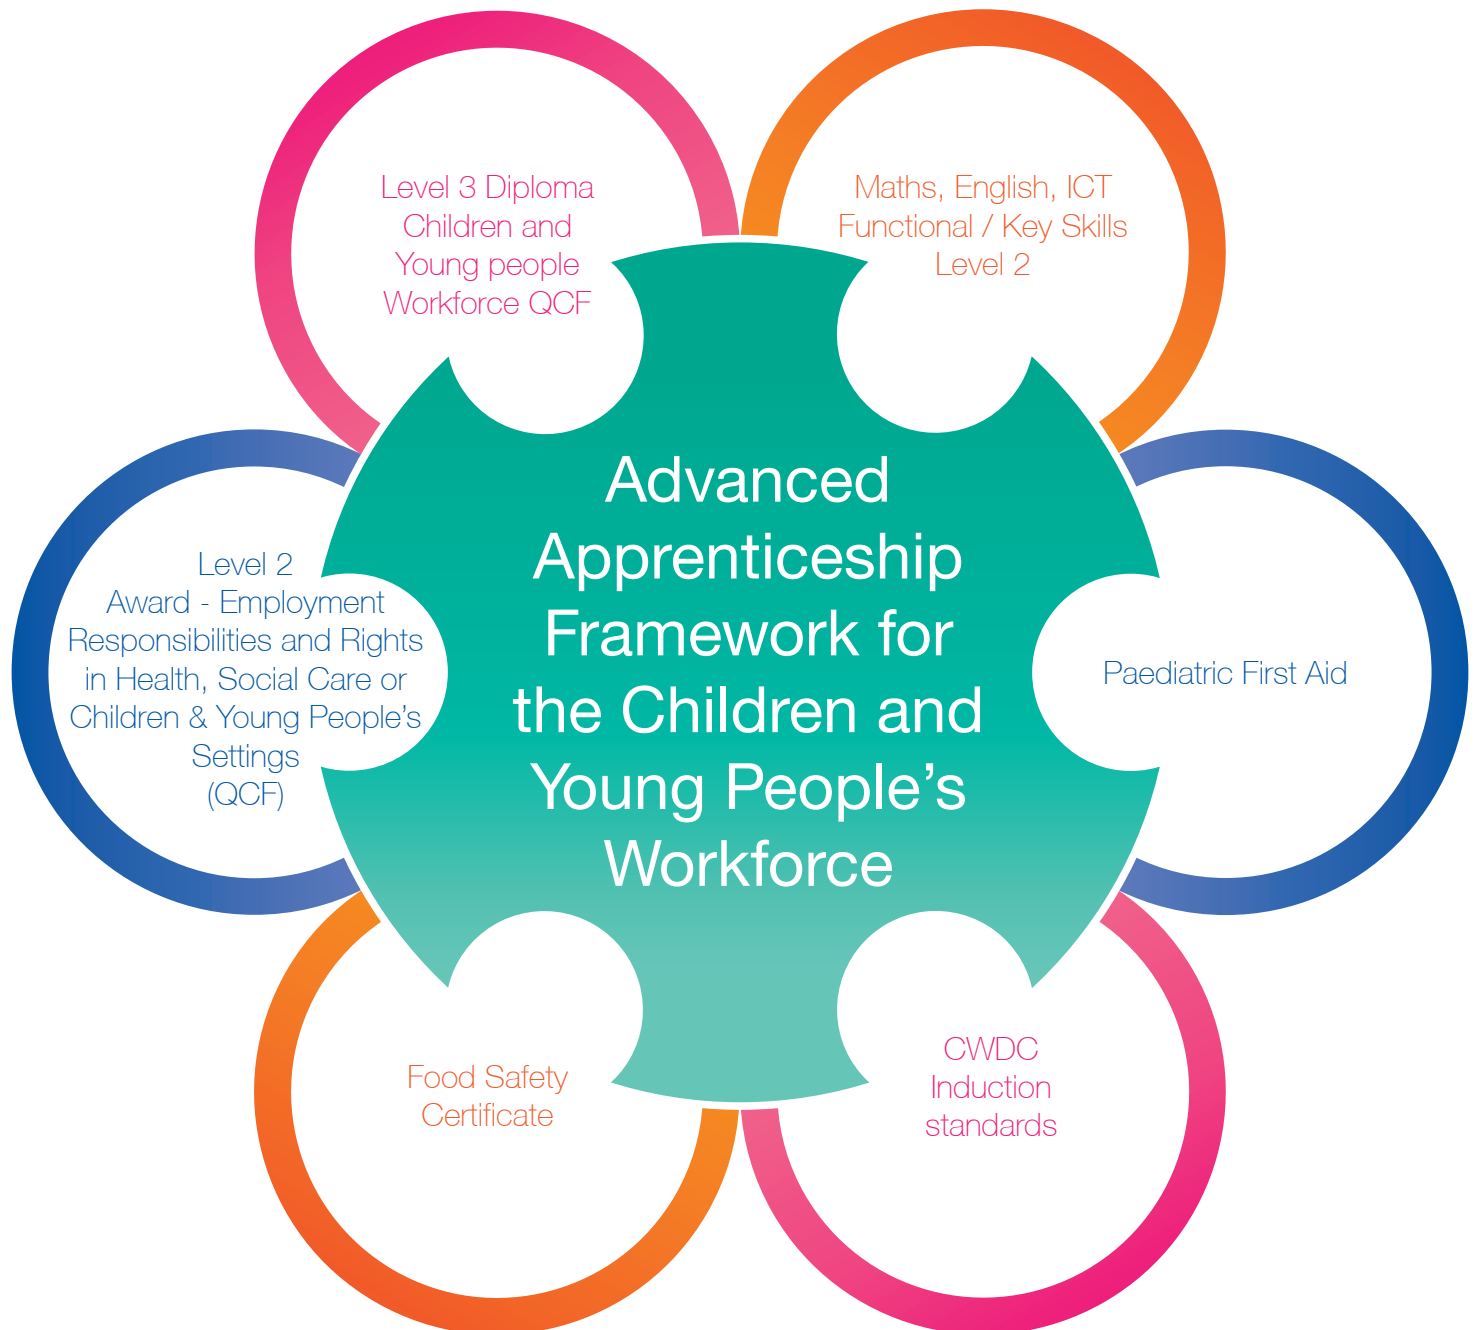 Level 3 Diploma
Children and
Young people
Workforce QCF
Maths, English, ICT
Functional / Key Skills
Level 2
Advanced
Apprenticeship
Framework for
the Children and
Young People’s
Workforce
Level 2
Award - Employment
Responsibilities and Rights
in Health, Social Care or
Children & Young People’s
Settings
(QCF)
Paediatric First Aid
Food Safety
Certificate
CWDC
Induction
standards